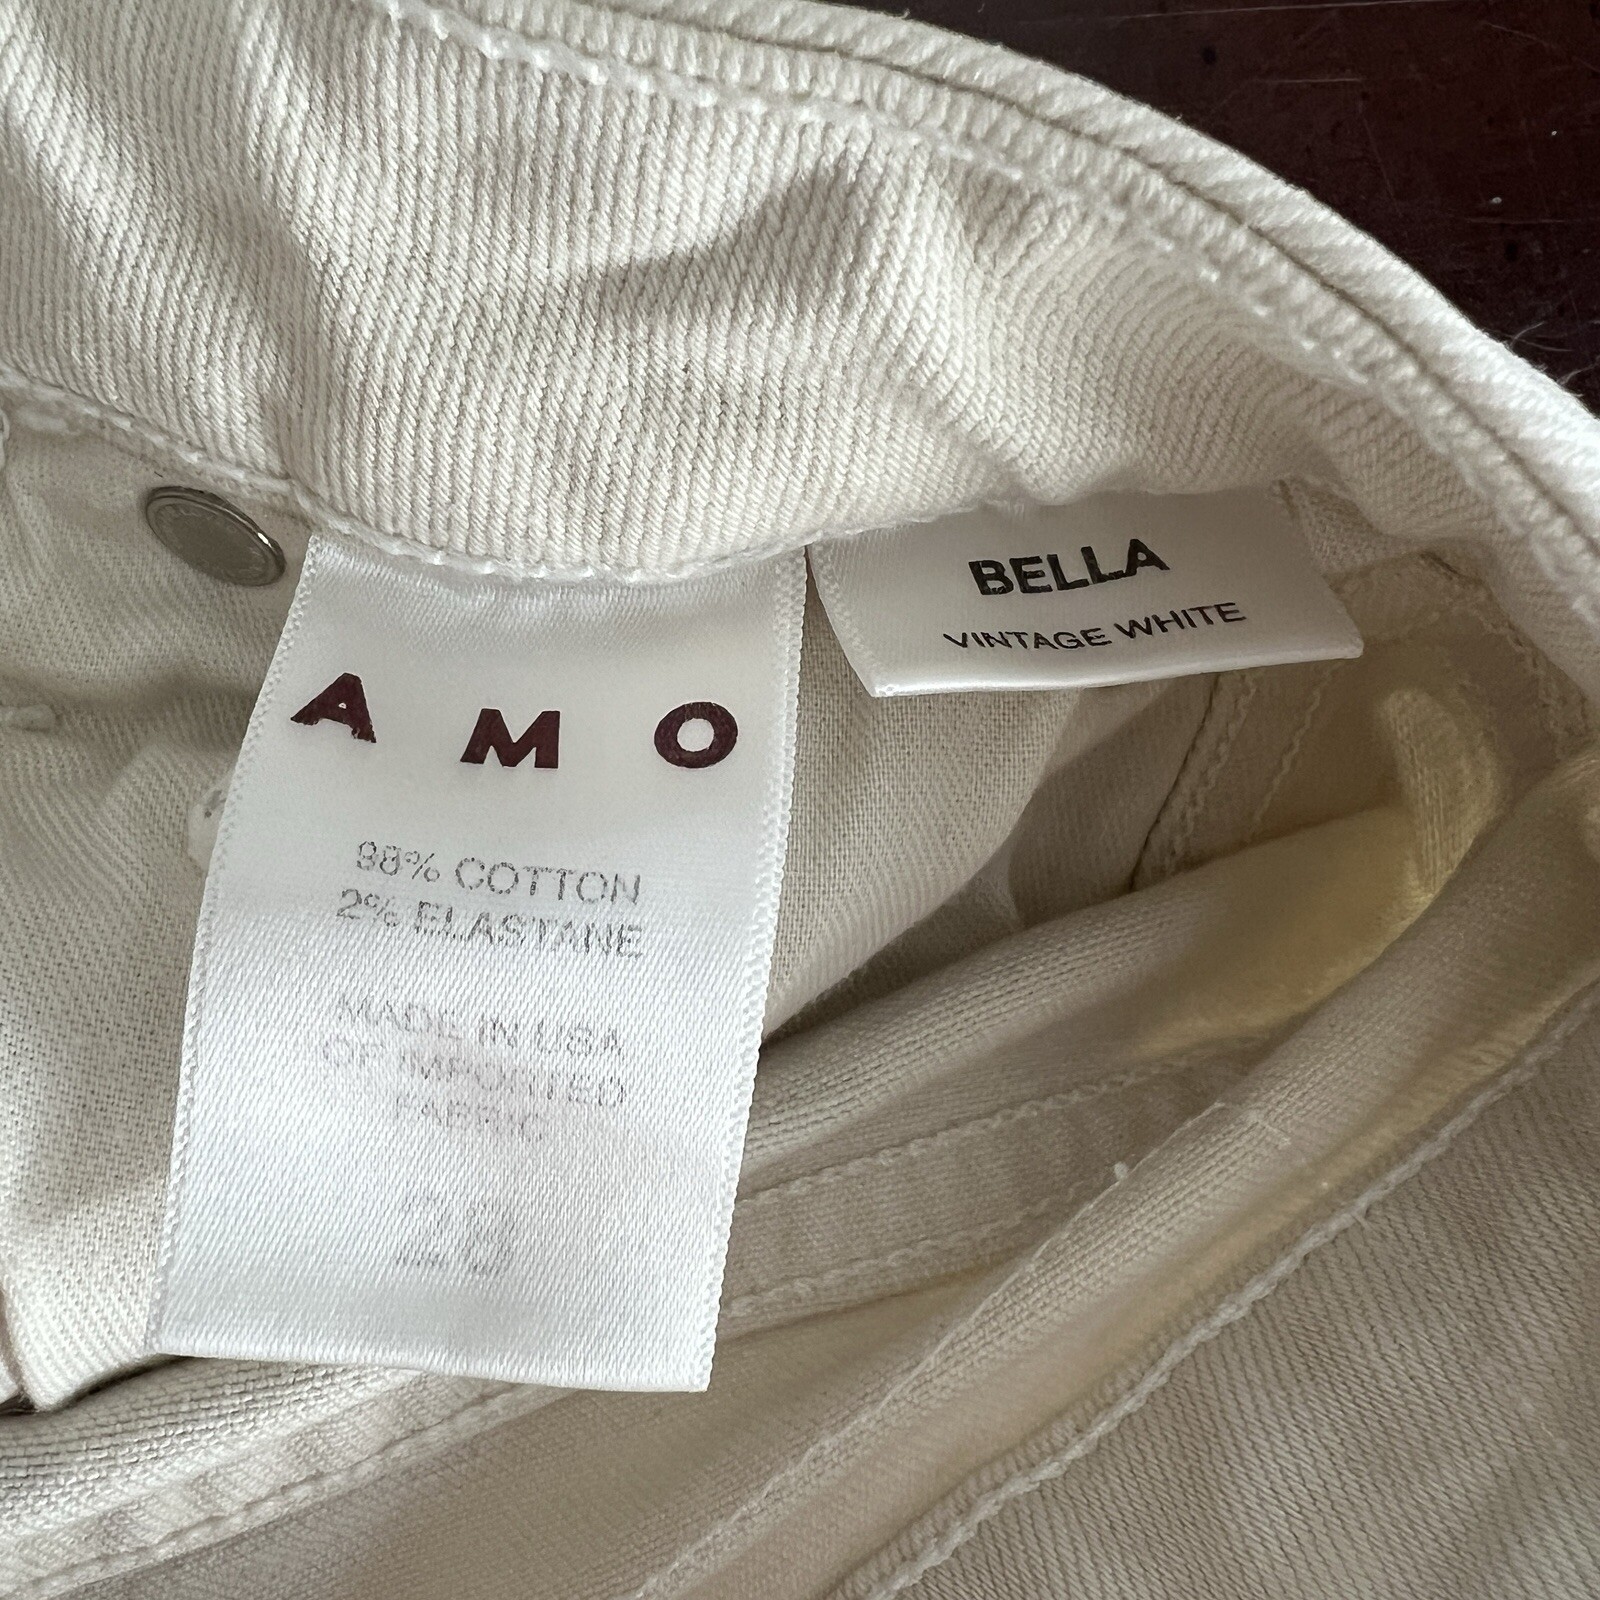 A M O
98% COTTON
2% ELASTANE
MADE IN USA
OF IMPORTED
FABRIC
BELLA
VINTAGE WHITE